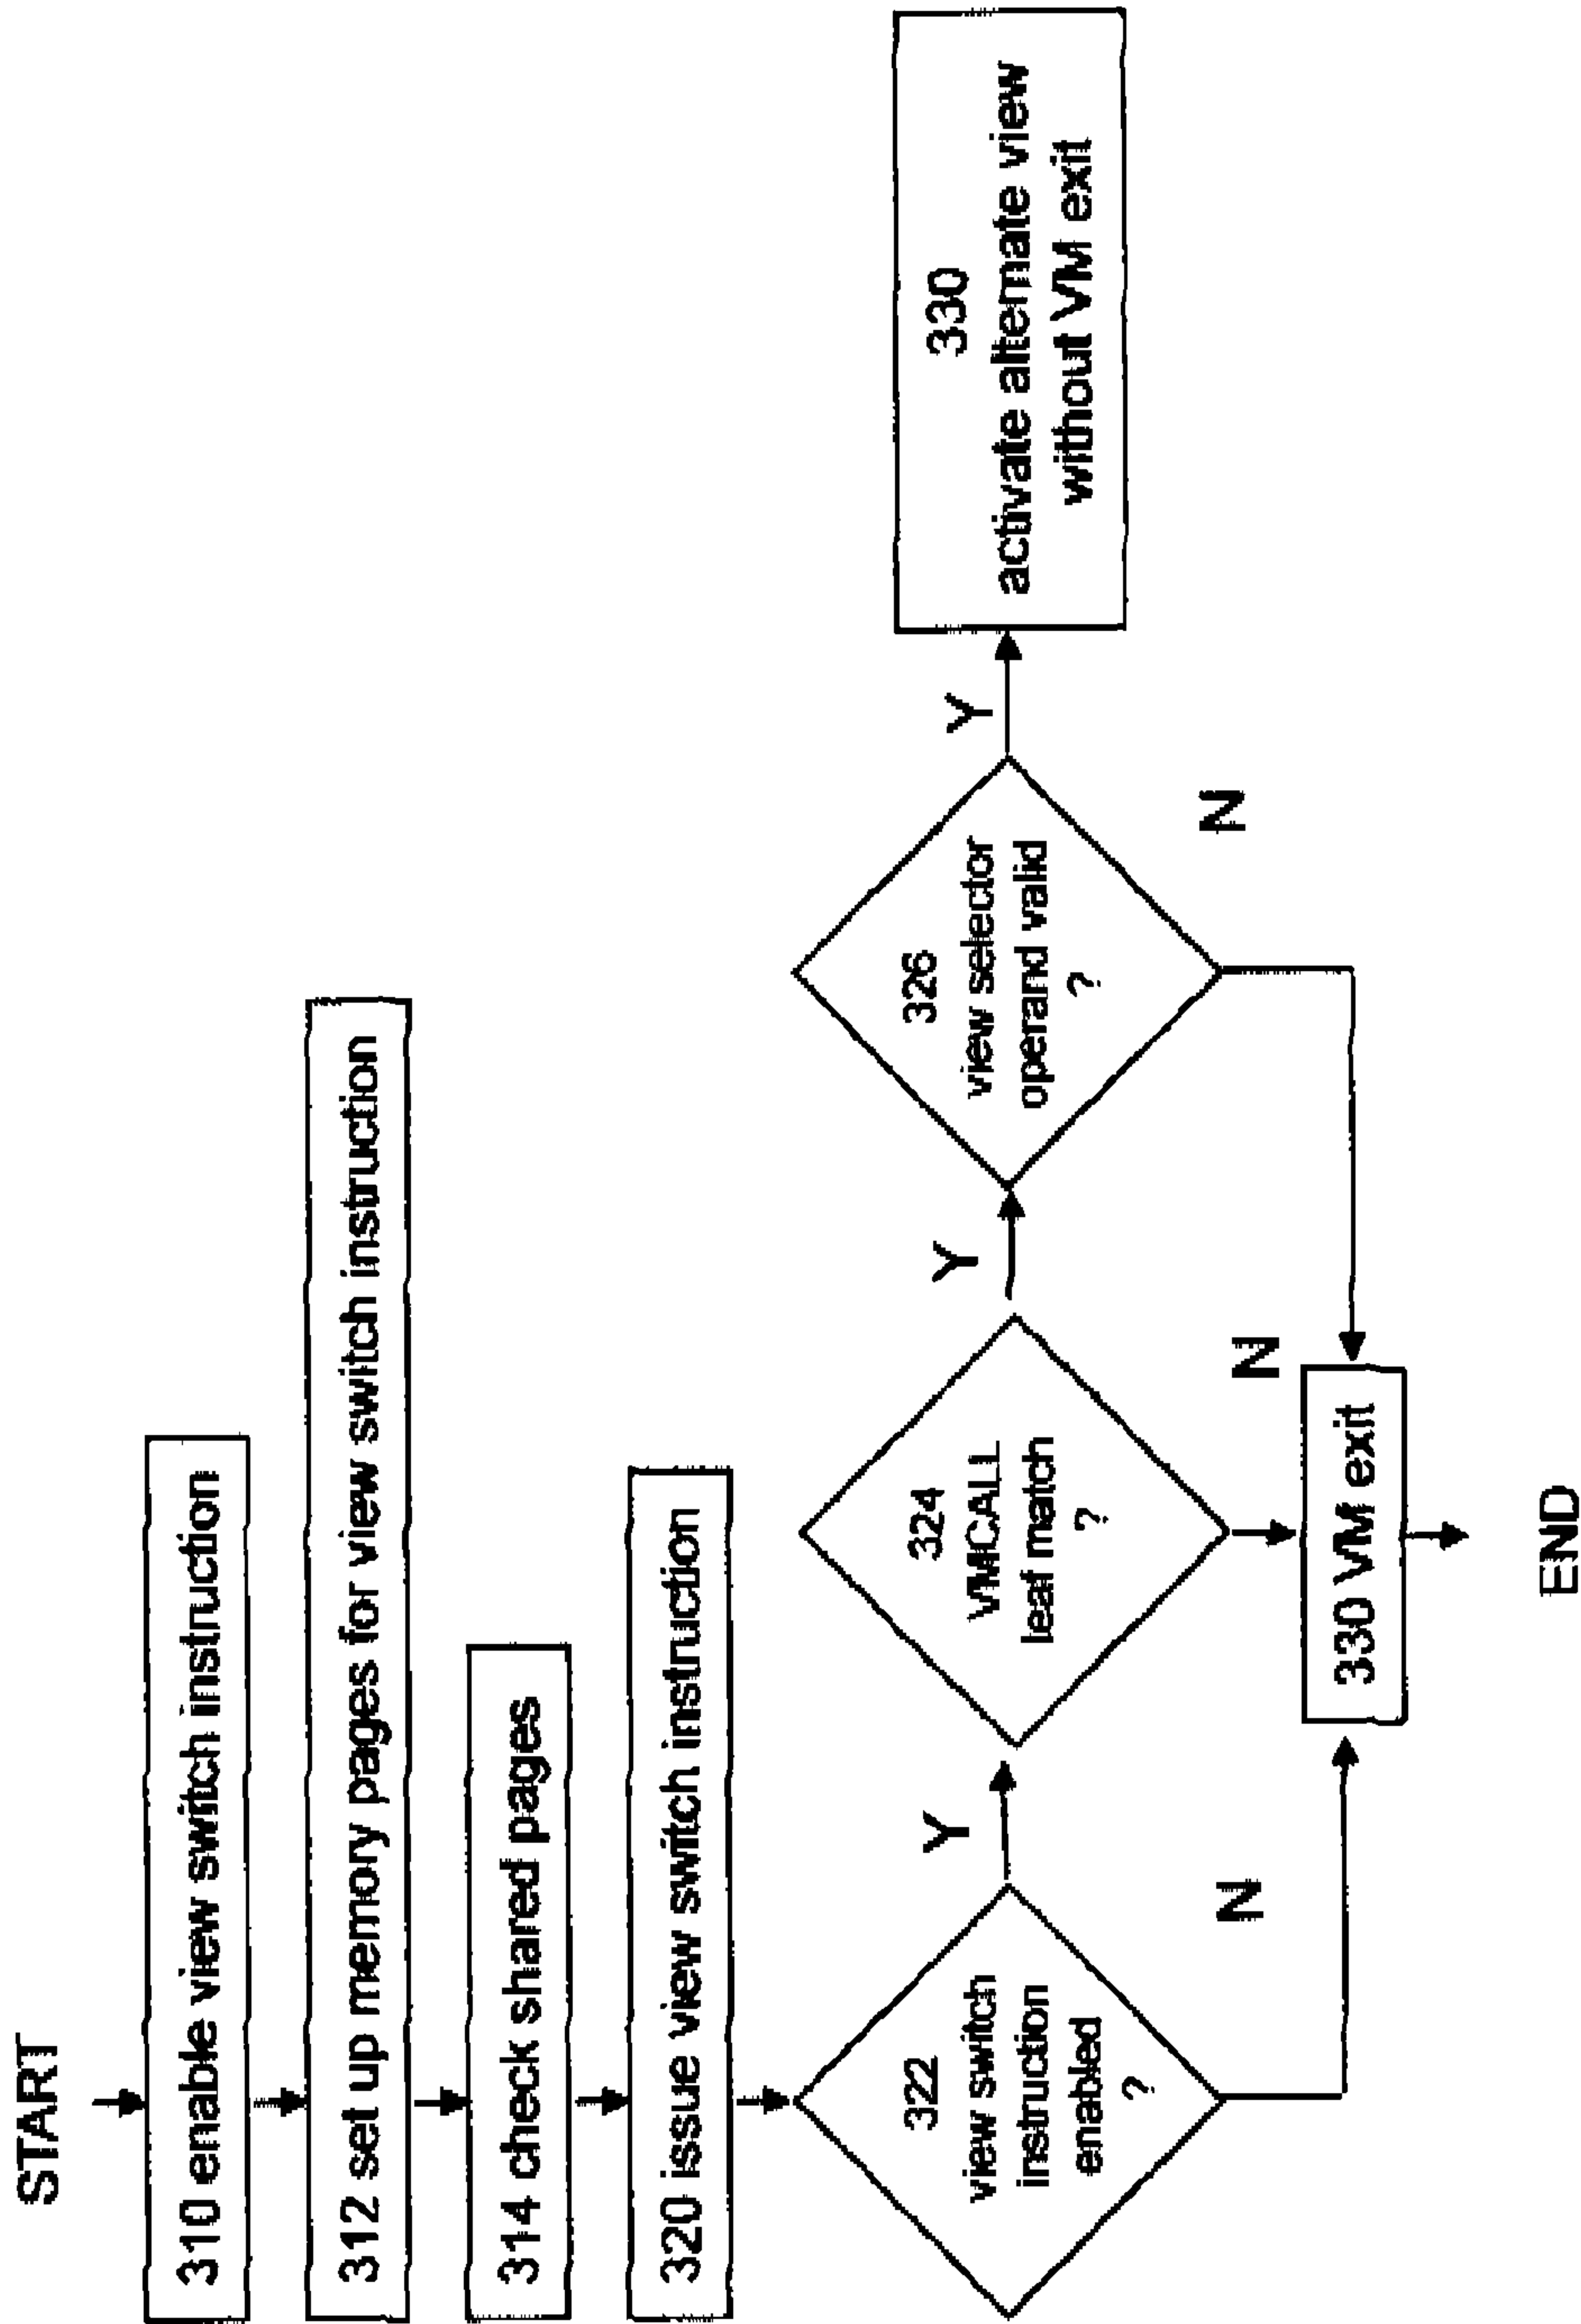 START
310 enable view switch instruction
312 set up memory pages for view switch instruction
314 check shared pages
320 issue view switch instruction
322
view switch
instruction
enabled
?
Y
N
324
VMCALL
leaf match
?
Y
N
326
view selector
operand valid
?
Y
N
330
activate alternate view
without VM exit
330 VM exit
END